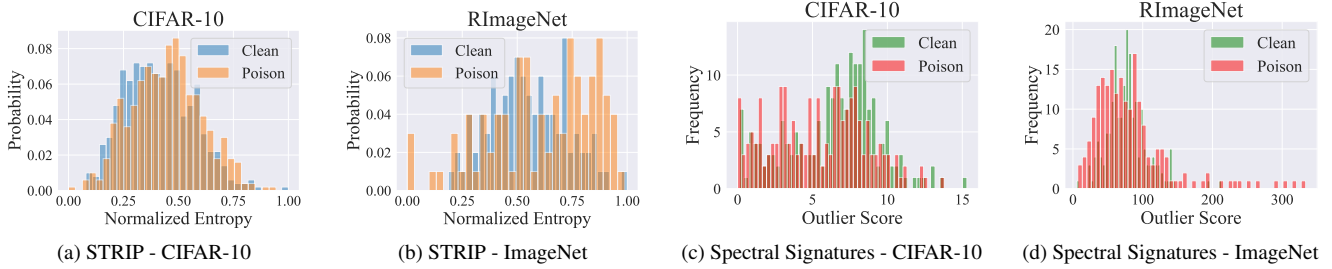 CIFAR-10
0.08
0.06
0.04
0.02
0.00
Probability
Clean
Poison
0.00 0.25 0.50 0.75 1.00
Normalized Entropy
(a) STRIP - CIFAR-10
RImageNet
0.08
0.06
0.04
0.02
0.00
Probability
Clean
Poison
0.00 0.25 0.50 0.75 1.00
Normalized Entropy
(b) STRIP - ImageNet
CIFAR-10
10
5
0
Frequency
Clean
Poison
0 5 10 15
Outlier Score
(c) Spectral Signatures - CIFAR-10
RImageNet
20
15
10
5
0
Frequency
Clean
Poison
0 100 200 300
Outlier Score
(d) Spectral Signatures - ImageNet